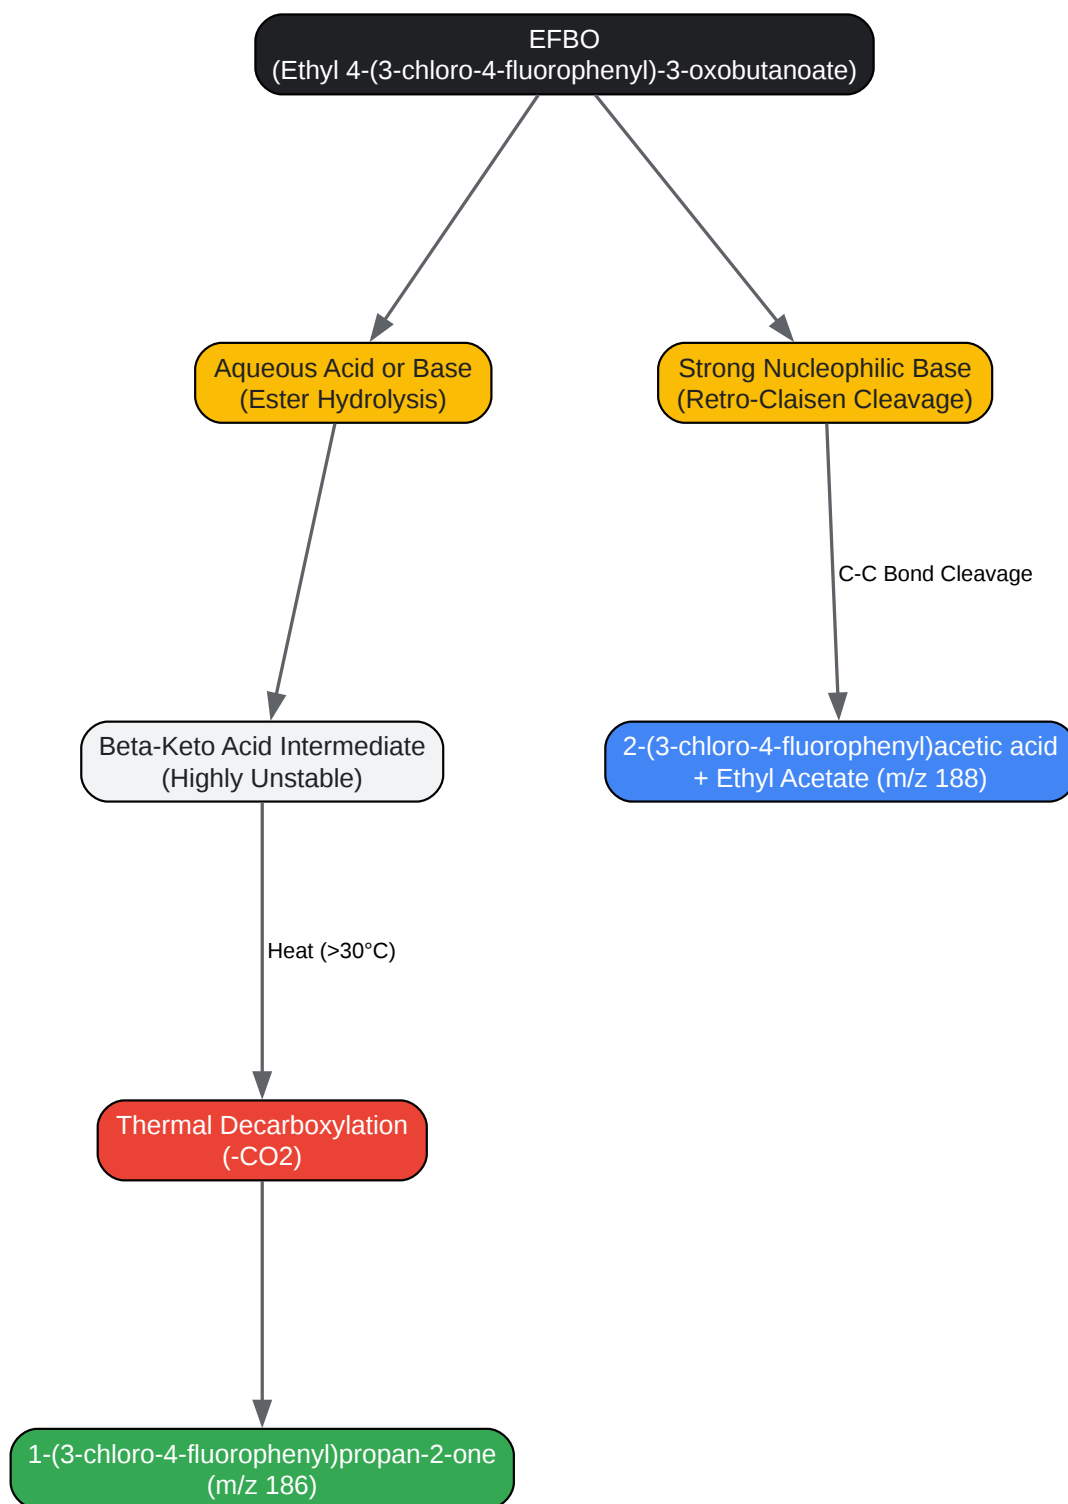 EFBO
(Ethyl 4-(3-chloro-4-fluorophenyl)-3-oxobutanoate)
Aqueous Acid or Base
(Ester Hydrolysis)
Strong Nucleophilic Base
(Retro-Claisen Cleavage)
C-C Bond Cleavage
Beta-Keto Acid Intermediate
(Highly Unstable)
2-(3-chloro-4-fluorophenyl)acetic acid
+ Ethyl Acetate (m/z 188)
Heat (>30°C)
Thermal Decarboxylation
(-CO2)
1-(3-chloro-4-fluorophenyl)propan-2-one
(m/z 186)